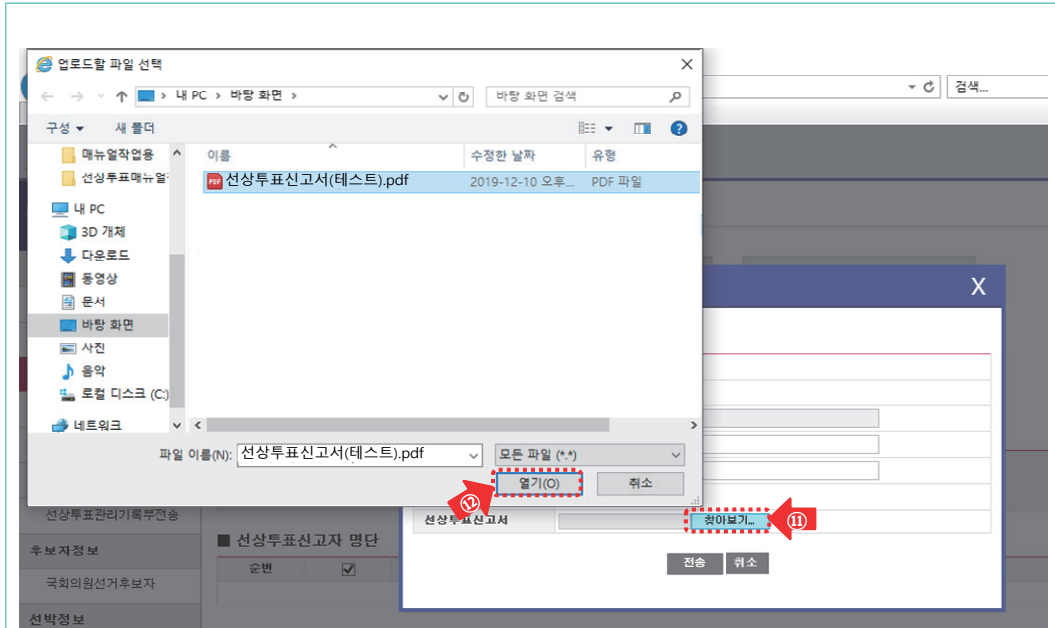 업로드할 파일 선택
내 PC > 바탕 화면 >
바탕 화면 검색
검색...
구성
새 폴더
이름
수정한 날짜
유형
매뉴얼작업용
선상투표매뉴얼
선상투표신고서(테스트).pdf
2019-12-10 오후...
PDF 파일
내 PC
3D 개체
다운로드
동영상
문서
바탕 화면
사진
음악
로컬 디스크 (C:)
네트워크
X
파일 이름(N):
선상투표신고서(테스트).pdf
모든 파일 (*.*)
열기(O)
취소
⑫
선상투표신고서
찾아보기...
⑪
전송
취소
선상투표관리기록부전송
후보자정보
국회의원선거후보자
선박정보
■ 선상투표신고자 명단
순번